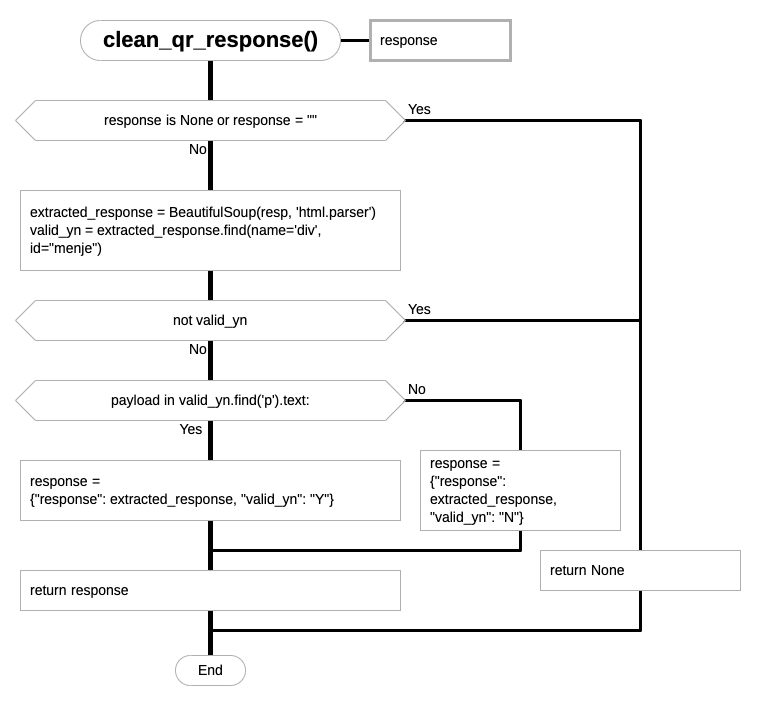 clean_qr_response()
response
response is None or response = ""
Yes
No
extracted_response = BeautifulSoup(resp, 'html.parser')
valid_yn = extracted_response.find(name='div',
id="menje")
not valid_yn
Yes
No
payload in valid_yn.find('p').text:
No
Yes
response =
{"response": extracted_response, "valid_yn": "Y"}
response =
{"response":
extracted_response,
"valid_yn": "N"}
return None
return response
End